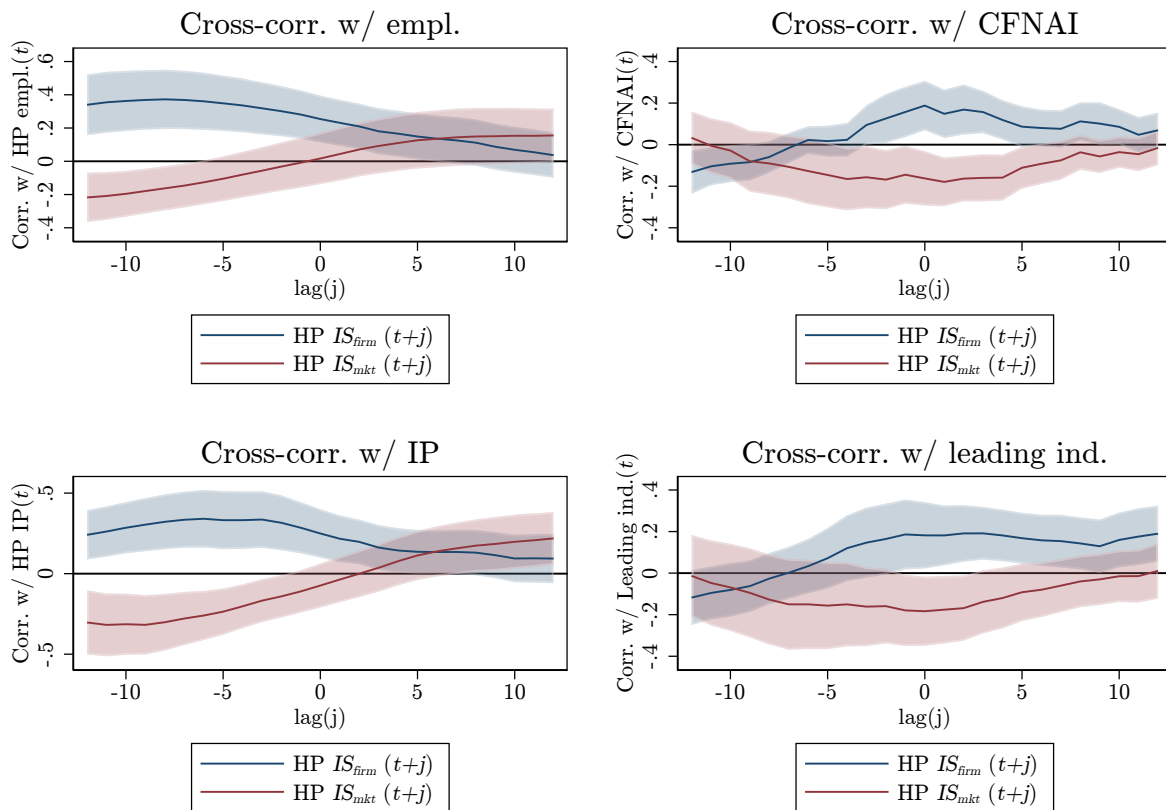 Cross-corr. w/ empl.
Corr. w/ HP empl.(t)
.6
.4
.2
0
-.2
-.4
-10 -5 0 5 10
lag(j)
HP IS_firm (t+j)
HP IS_mkt (t+j)
Cross-corr. w/ CFNAI
Corr. w/ CFNAI(t)
.4
.2
0
-.2
-.4
-10 -5 0 5 10
lag(j)
HP IS_firm (t+j)
HP IS_mkt (t+j)
Cross-corr. w/ IP
Corr. w/ HP IP(t)
.5
0
-.5
-10 -5 0 5 10
lag(j)
HP IS_firm (t+j)
HP IS_mkt (t+j)
Cross-corr. w/ leading ind.
Corr. w/ Leading ind.(t)
.4
.2
0
-.2
-.4
-10 -5 0 5 10
lag(j)
HP IS_firm (t+j)
HP IS_mkt (t+j)